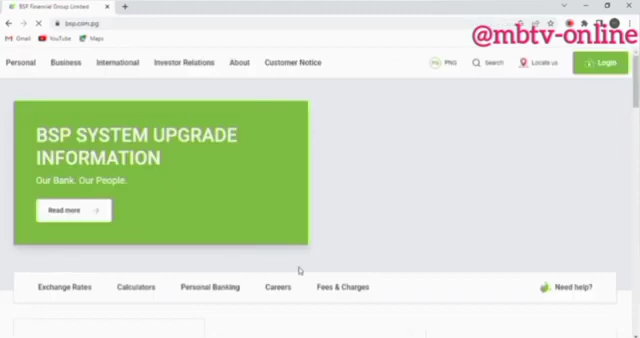 BSP Financial Group Limited
bsp.com.pg
@mbtv-online
Gmail YouTube Maps
Personal Business International Investor Relations About Customer Notice PNG Search Locate us Login
BSP SYSTEM UPGRADE
INFORMATION
Our Bank. Our People.
Read more
Exchange Rates Calculators Personal Banking Careers Fees & Charges Need help?